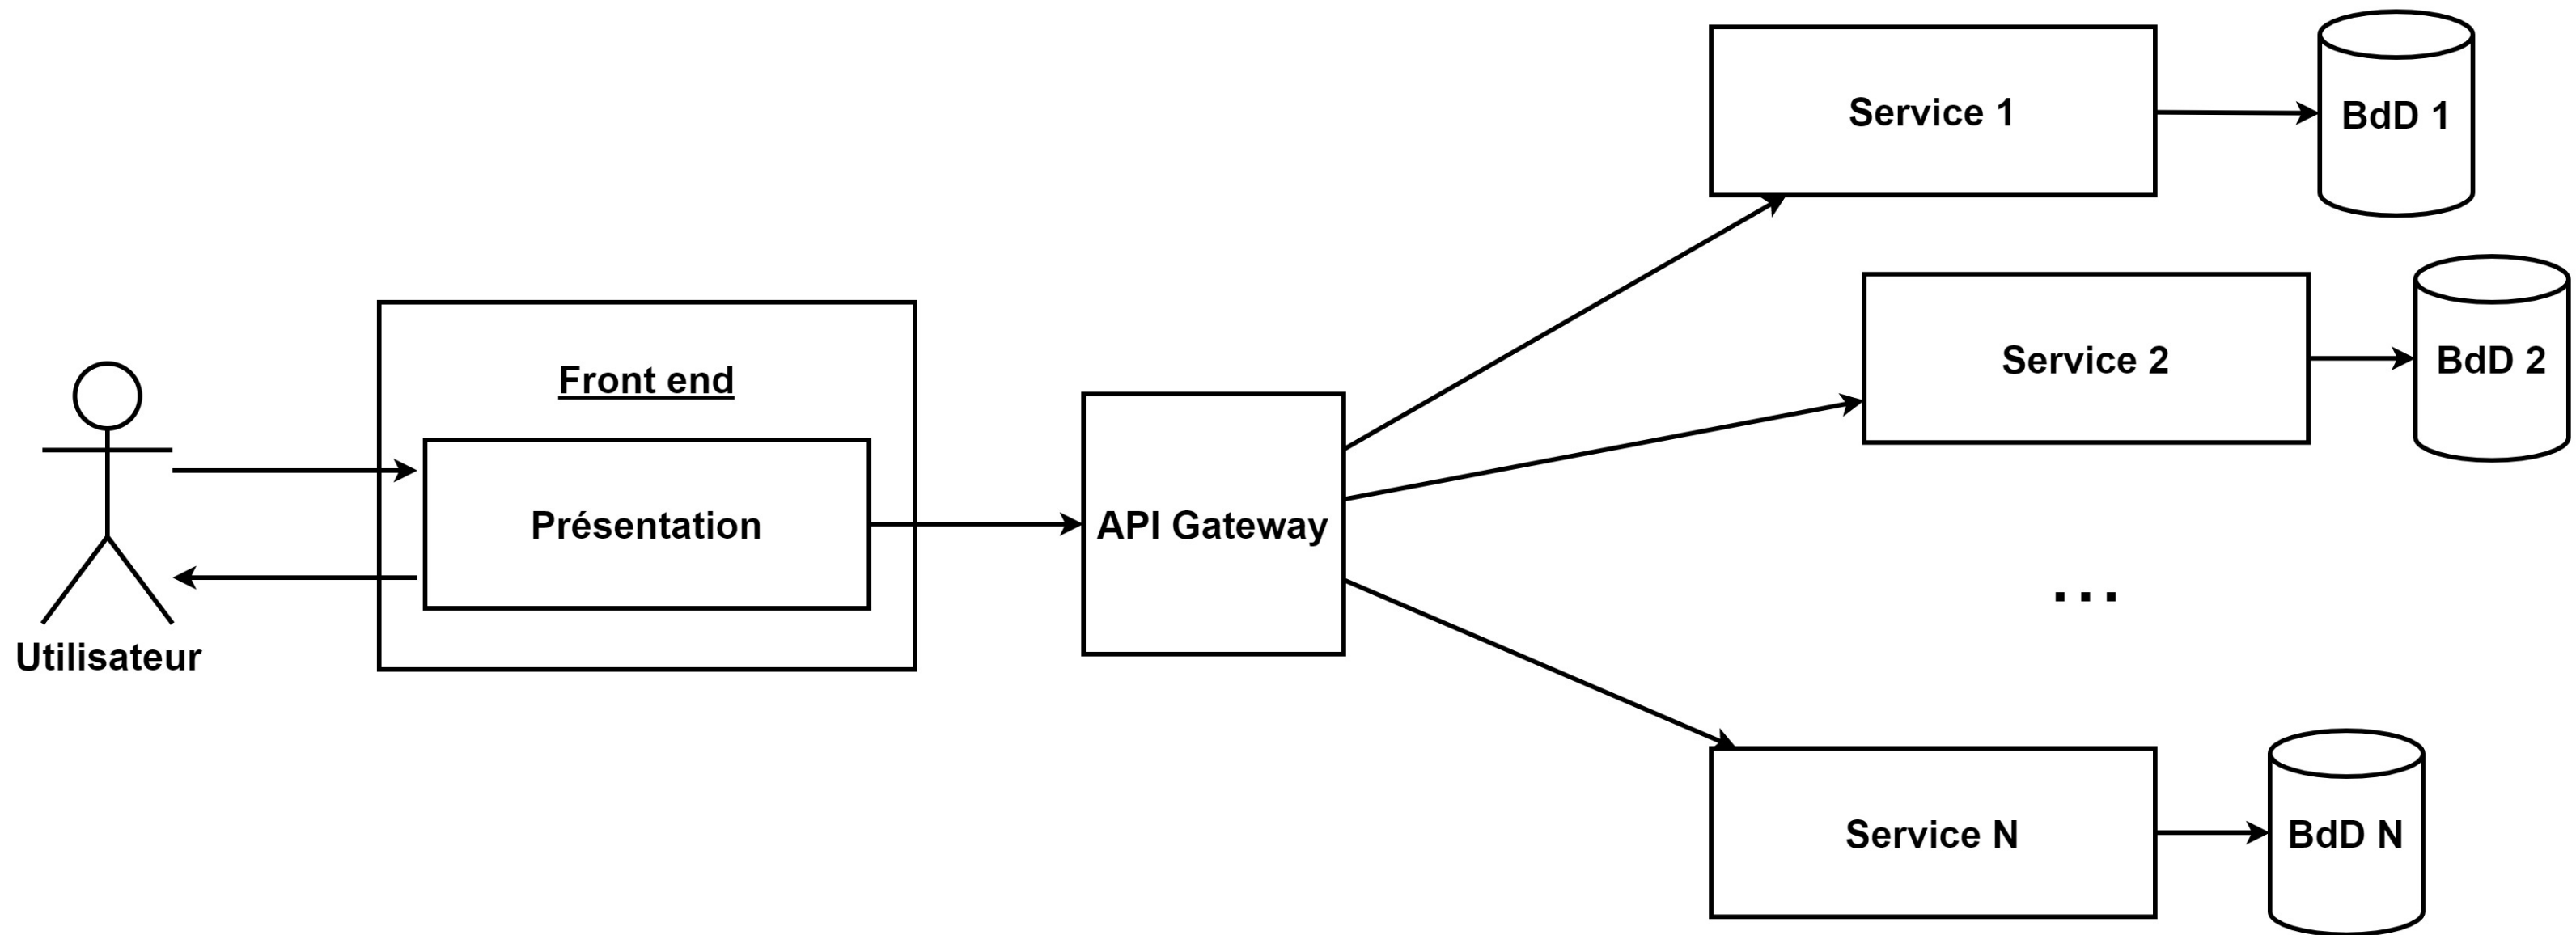 Service 1
BdD 1
Service 2
BdD 2
Front end
Présentation
API Gateway
Utilisateur
...
Service N
BdD N